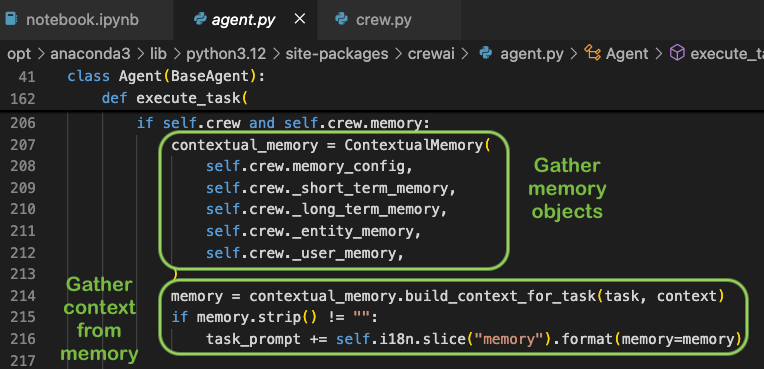 notebook.ipynb agent.py × crew.py
opt > anaconda3 > lib > python3.12 > site-packages > crewai > agent.py > Agent > execute_ta
41 class Agent(BaseAgent):
162 def execute_task(
206 if self.crew and self.crew.memory:
207 contextual_memory = ContextualMemory(
208 self.crew.memory_config,
209 self.crew._short_term_memory,
210 self.crew._long_term_memory,
211 self.crew._entity_memory,
212 self.crew._user_memory,
213 )
Gather
memory
objects
Gather
context
from
memory
214 memory = contextual_memory.build_context_for_task(task, context)
215 if memory.strip() != "":
216 task_prompt += self.i18n.slice("memory").format(memory=memory)
217